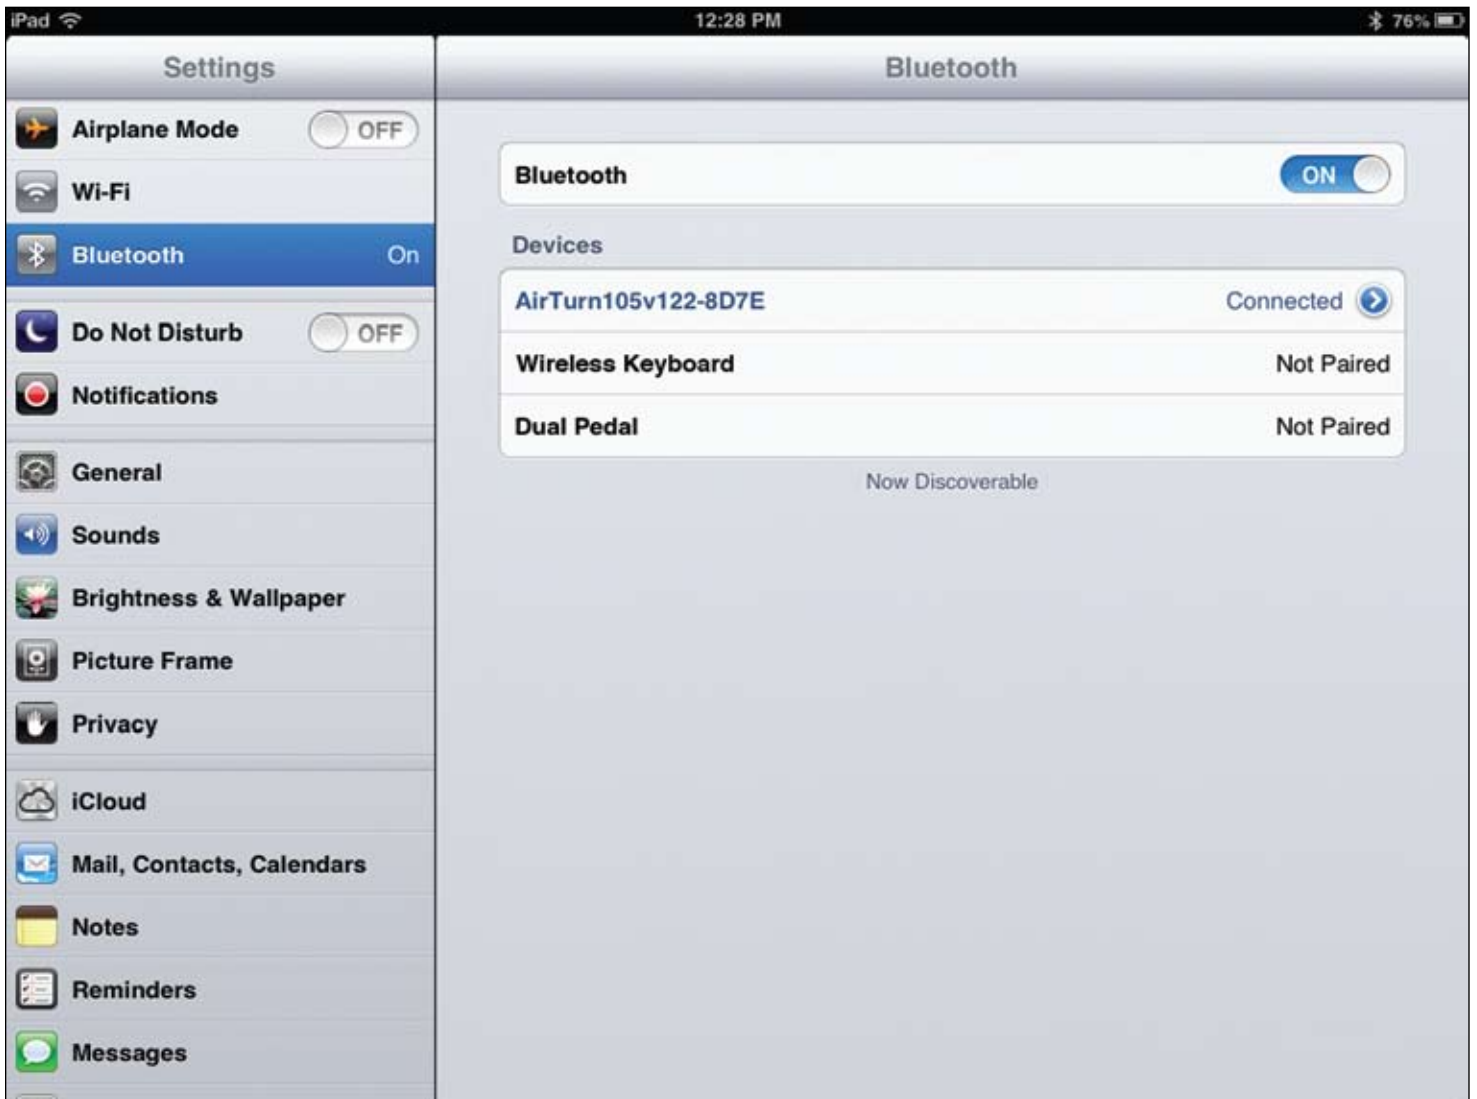 iPad 12:28 PM 76%
Settings
Airplane Mode OFF
Wi-Fi
Bluetooth On
Do Not Disturb OFF
Notifications
General
Sounds
Brightness & Wallpaper
Picture Frame
Privacy
iCloud
Mail, Contacts, Calendars
Notes
Reminders
Messages
Bluetooth
Bluetooth ON
Devices
AirTurn105v122-8D7E Connected
Wireless Keyboard Not Paired
Dual Pedal Not Paired
Now Discoverable